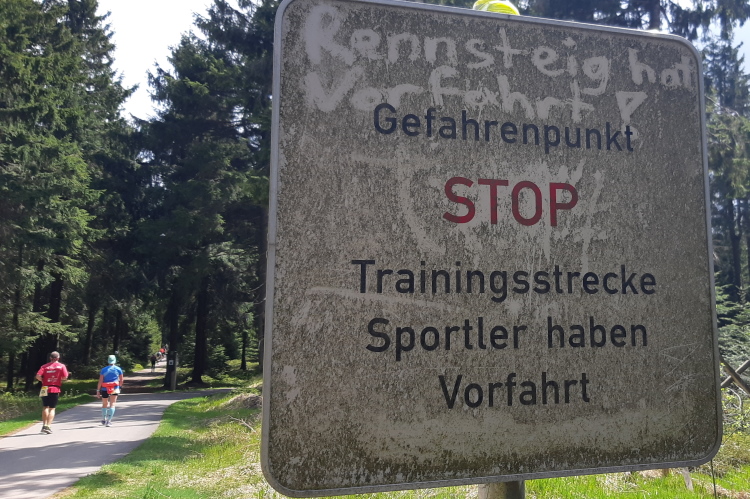 Rennsteig hat
Vorfahrt!
Gefahrenpunkt
STOP
Trainingsstrecke
Sportler haben
Vorfahrt